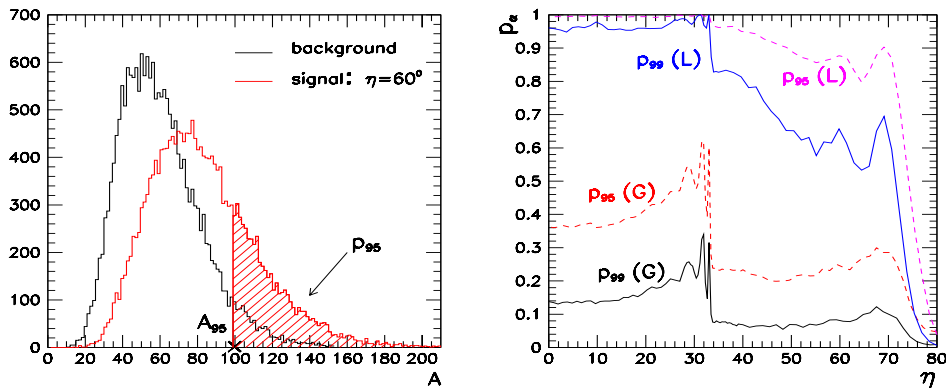 700
600
500
400
300
200
100
0
0 20 40 60 80 100 120 140 160 180 200
A
background
signal: η=60°
p95
A95
pα
1
0.9
0.8
0.7
0.6
0.5
0.4
0.3
0.2
0.1
0
0 10 20 30 40 50 60 70 80
η
p99 (L)
p95 (L)
p95 (G)
p99 (G)